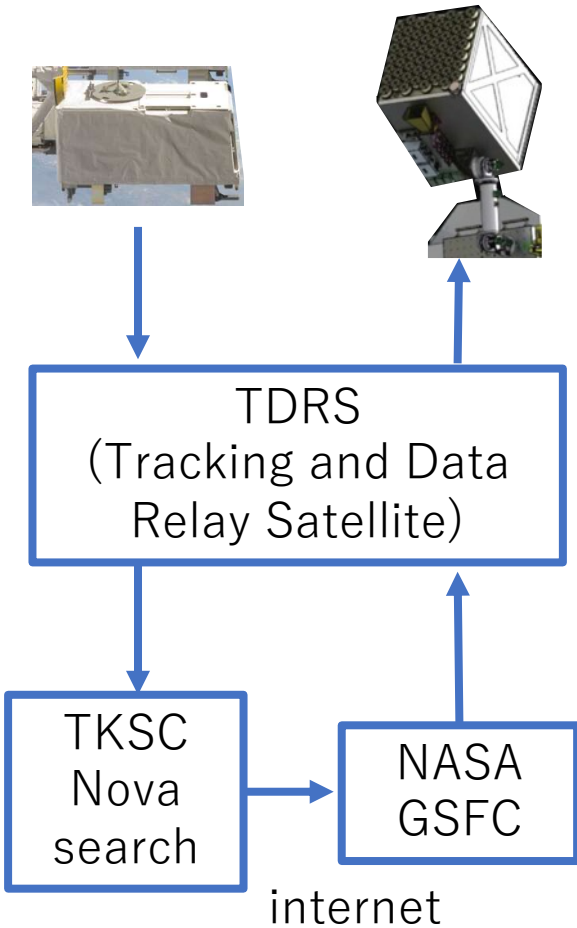 TDRS
(Tracking and Data
Relay Satellite)
TKSC
Nova
search
NASA
GSFC
internet